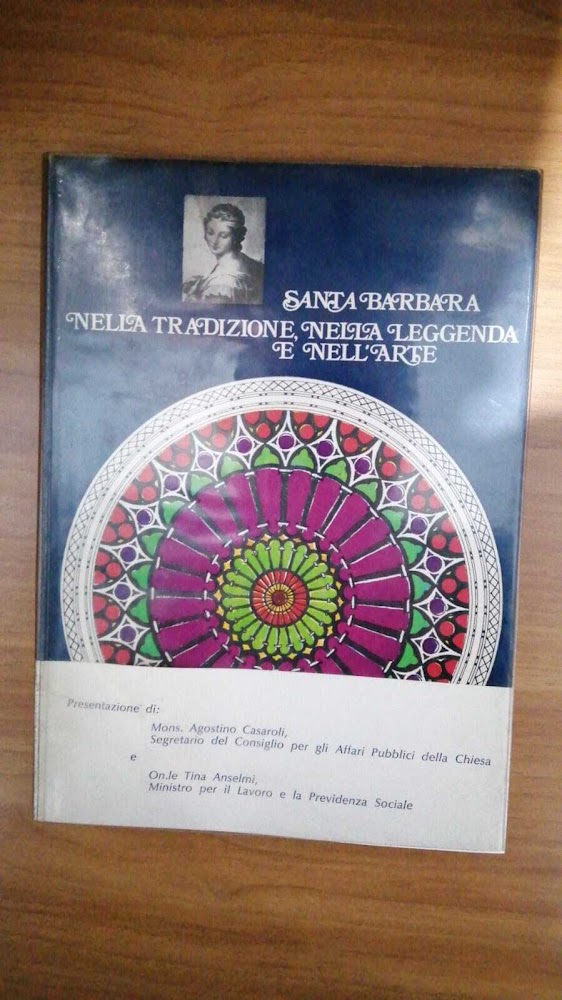 SANTA BARBARA
NELLA TRADIZIONE, NELLA LEGGENDA
E NELL'ARTE
Presentazione di:
Mons. Agostino Casaroli,
Segretario del Consiglio per gli Affari Pubblici della Chiesa
e
On.le Tina Anselmi,
Ministro per il Lavoro e la Previdenza Sociale